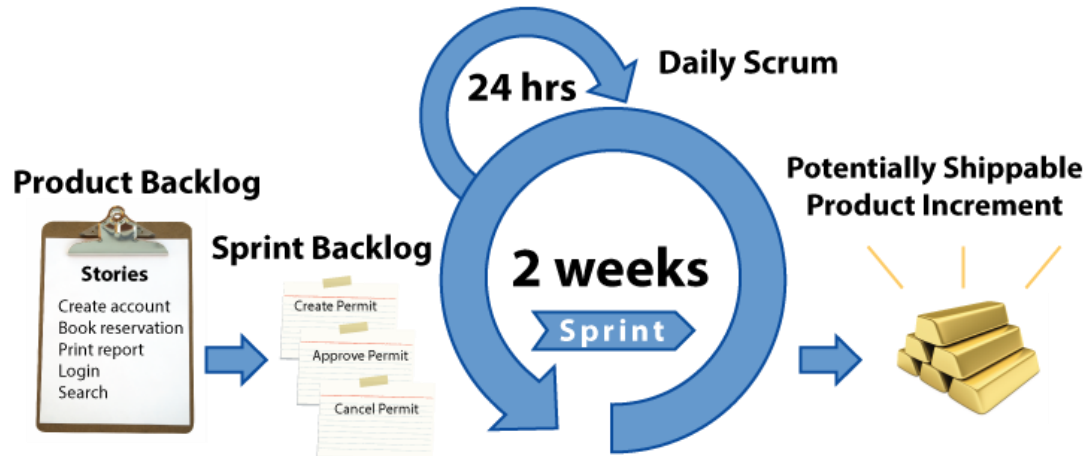 Product Backlog
Stories
Create account
Book reservation
Print report
Login
Search
Sprint Backlog
Create Permit
Approve Permit
Cancel Permit
24 hrs
Daily Scrum
2 weeks
Sprint
Potentially Shippable
Product Increment